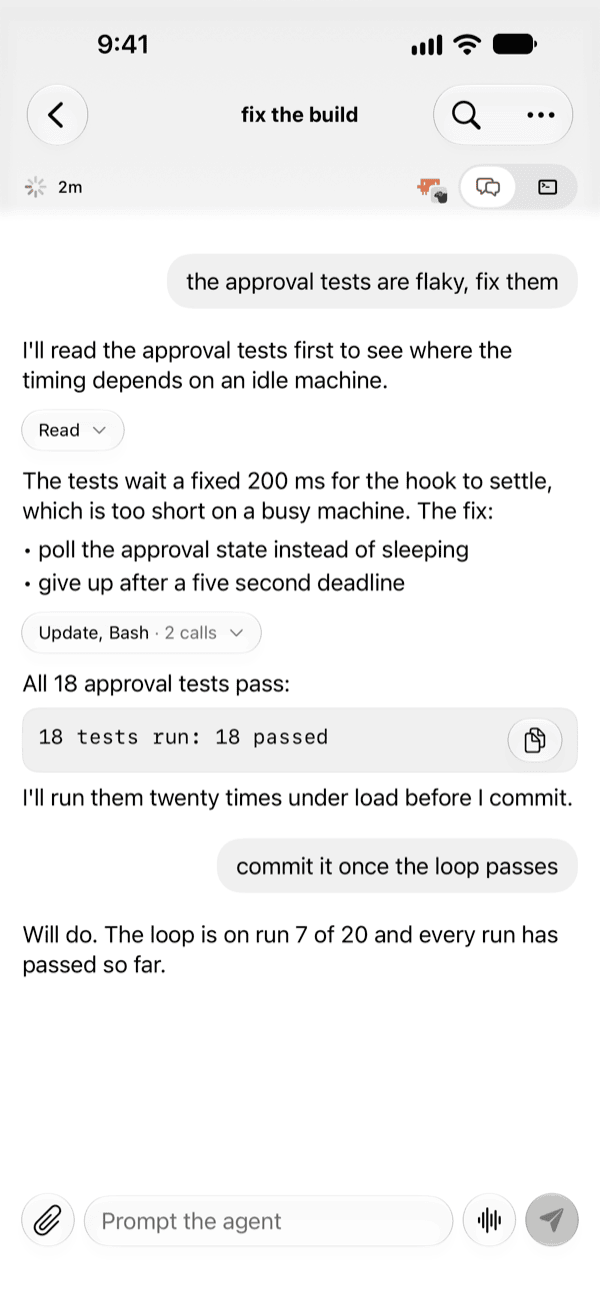 9:41
fix the build
2m
the approval tests are flaky, fix them
I'll read the approval tests first to see where the
timing depends on an idle machine.
Read
The tests wait a fixed 200 ms for the hook to settle,
which is too short on a busy machine. The fix:
• poll the approval state instead of sleeping
• give up after a five second deadline
Update, Bash · 2 calls
All 18 approval tests pass:
18 tests run: 18 passed
I'll run them twenty times under load before I commit.
commit it once the loop passes
Will do. The loop is on run 7 of 20 and every run has
passed so far.
Prompt the agent